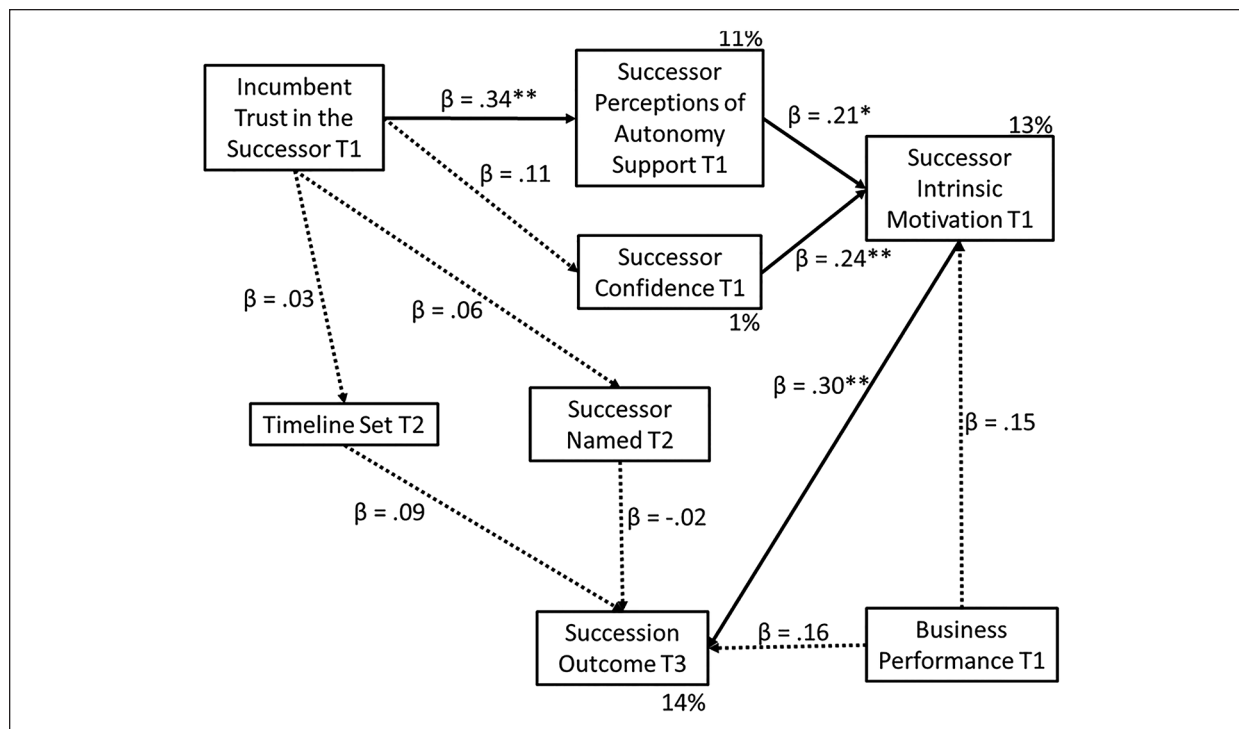 11%
Incumbent
Trust in the
Successor T1
β = .34**
Successor
Perceptions of
Autonomy
Support T1
β = .21*
13%
Successor
Intrinsic
Motivation T1
β = .11
Successor
Confidence T1
1%
β = .24**
β = .03
β = .06
Timeline Set T2
Successor
Named T2
β = .30**
β = .15
β = .09
β = -.02
Succession
Outcome T3
14%
β = .16
Business
Performance T1